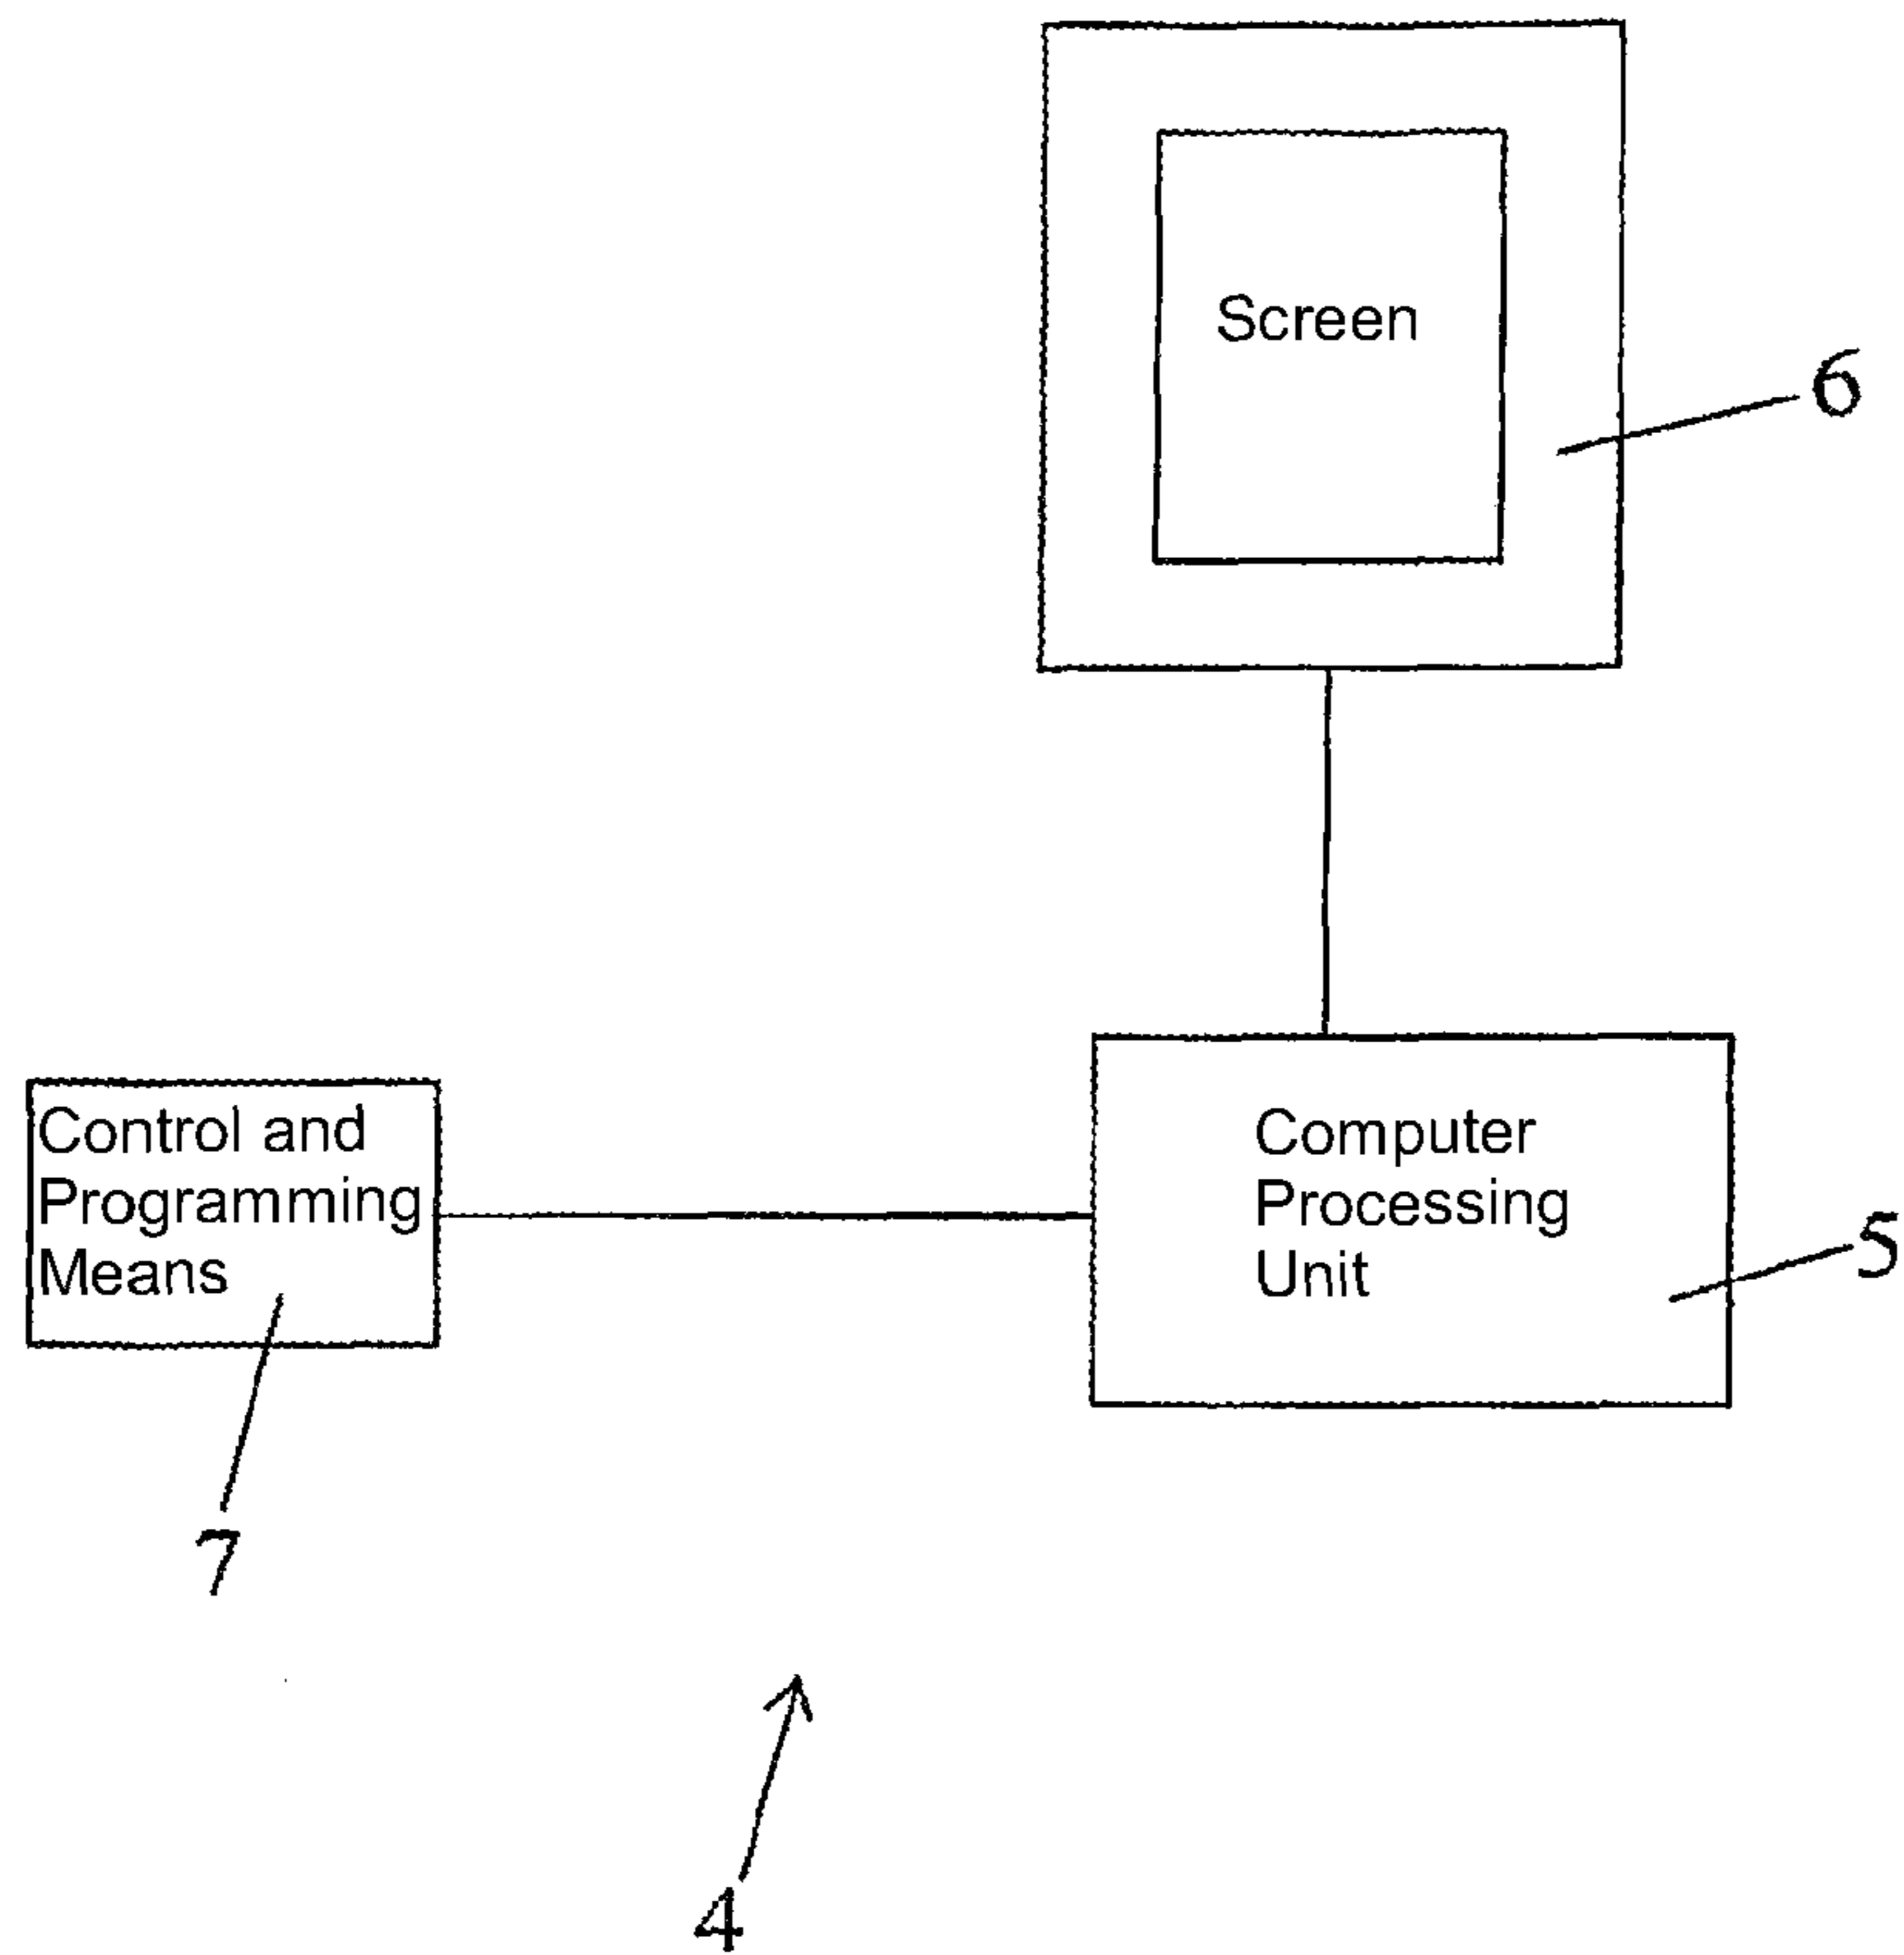 Screen
6
Control and
Programming
Means
Computer
Processing
Unit
5
7
4